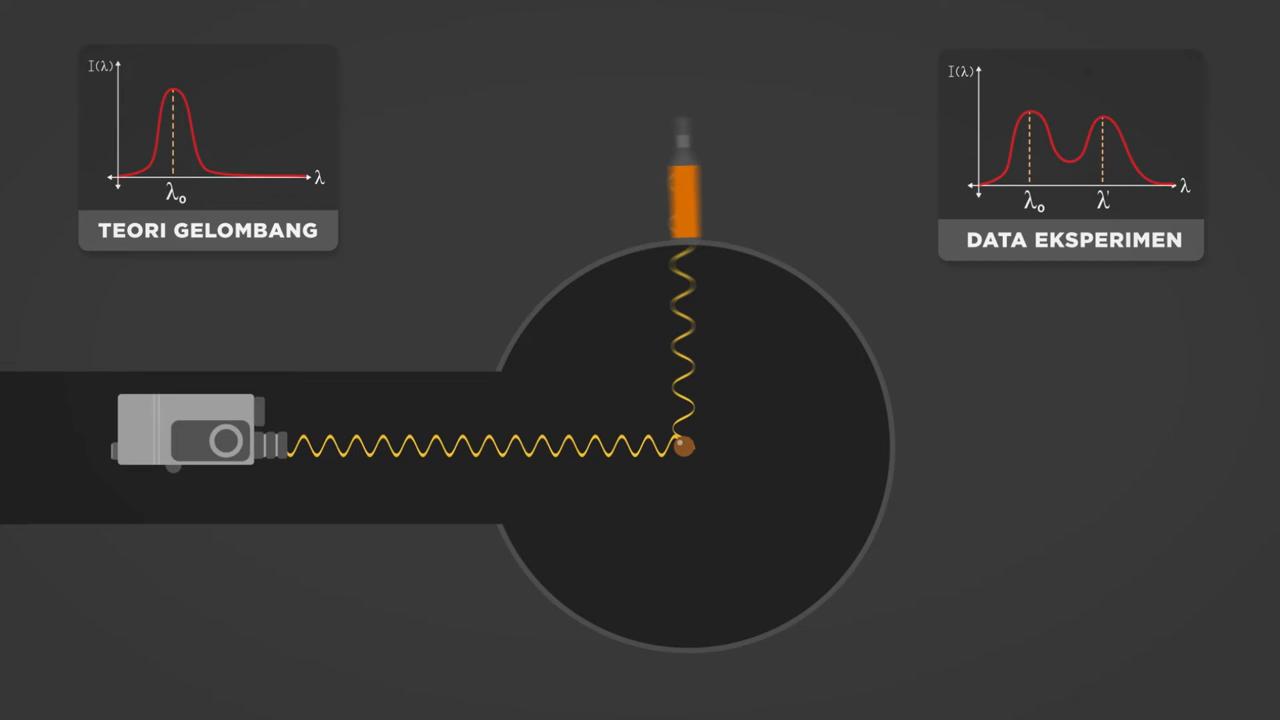 I(λ)
λ
λ₀
TEORI GELOMBANG
I(λ)
λ
λ₀ λ'
DATA EKSPERIMEN